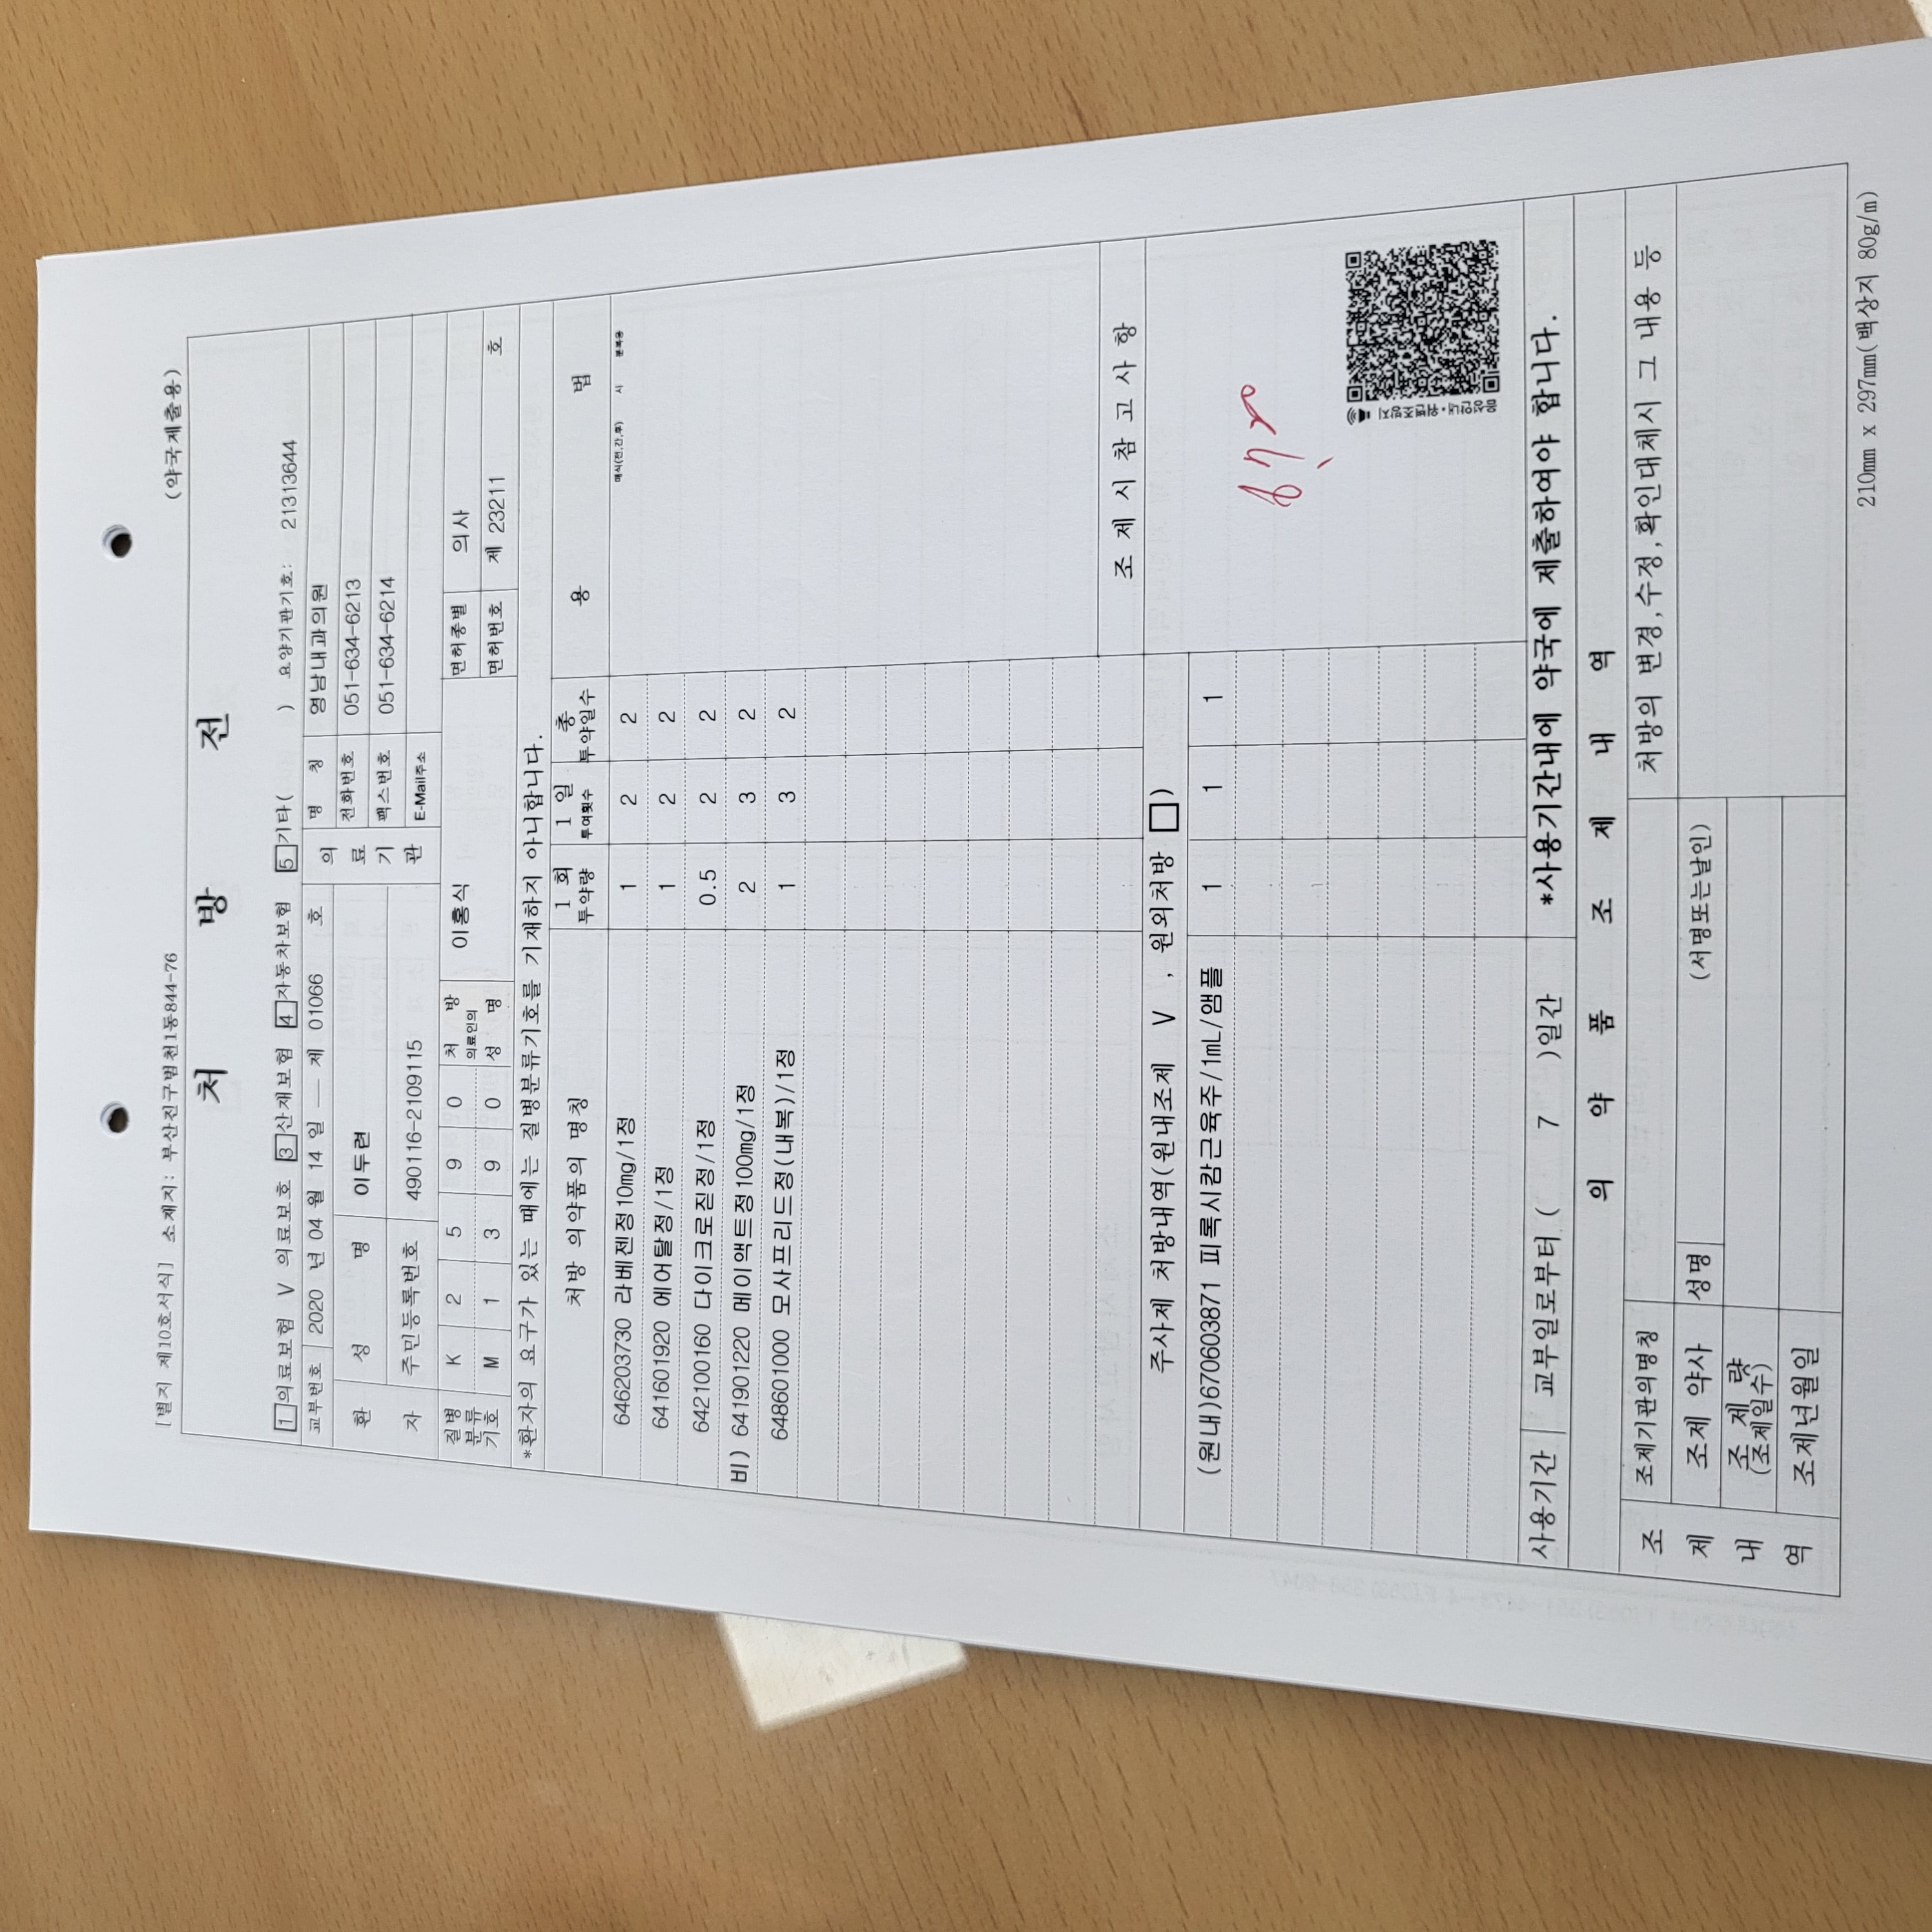 [별지 제10호서식] 소재지: 부산진구범천1동844-76 (약국제출용)
처 방 전
1 의료보험 V 의료보호 3 산재보험 4 자동차보험 5 기타( ) 요양기관기호: 21313644
교부번호 2020 년 04 월 14 일 — 제 01066 호
환자 성 명 이두련
주민등록번호 490116-2109115
의료기관 명 칭 영남내과의원
전화번호 051-634-6213
팩스번호 051-634-6214
E-Mail주소
질병분류기호 K 2 5 9 0
M 1 3 9 0
처 방 의료인의 성 명 이홍식
면허종별 의사
면허번호 제 23211 호
*환자의 요구가 있는 때에는 질병분류기호를 기재하지 아니합니다.
처방 의약품의 명칭 1 회 투약량 1 일 투여횟수 총 투약일수 용 법
매식(전,간,후) 시 분복용
646203730 라베젠정10mg/1정 1 2 2
641601920 에어탈정/1정 1 2 2
642100160 다이크로짇정/1정 0.5 2 2
비) 641901220 메이액트정100mg/1정 2 3 2
648601000 모사프리드정(내복)/1정 1 3 2
조 제 시 참 고 사 항
주사제 처방내역(원내조제 V , 원외처방 □)
(원내)670603871 피록시캄근육주/1mL/앰플 1 1 1
음성안내·위변조방지
사용기간 교부일로부터 ( 7 )일간 *사용기간내에 약국에 제출하여야 합니다.
의 약 품 조 제 내 역
조제내역 조제기관의명칭 처방의 변경,수정,확인대체시 그 내용 등
조제 약사 성명 (서명또는날인)
조 제 량
(조제일수)
조제년월일
210mm x 297mm(백상지 80g/m)